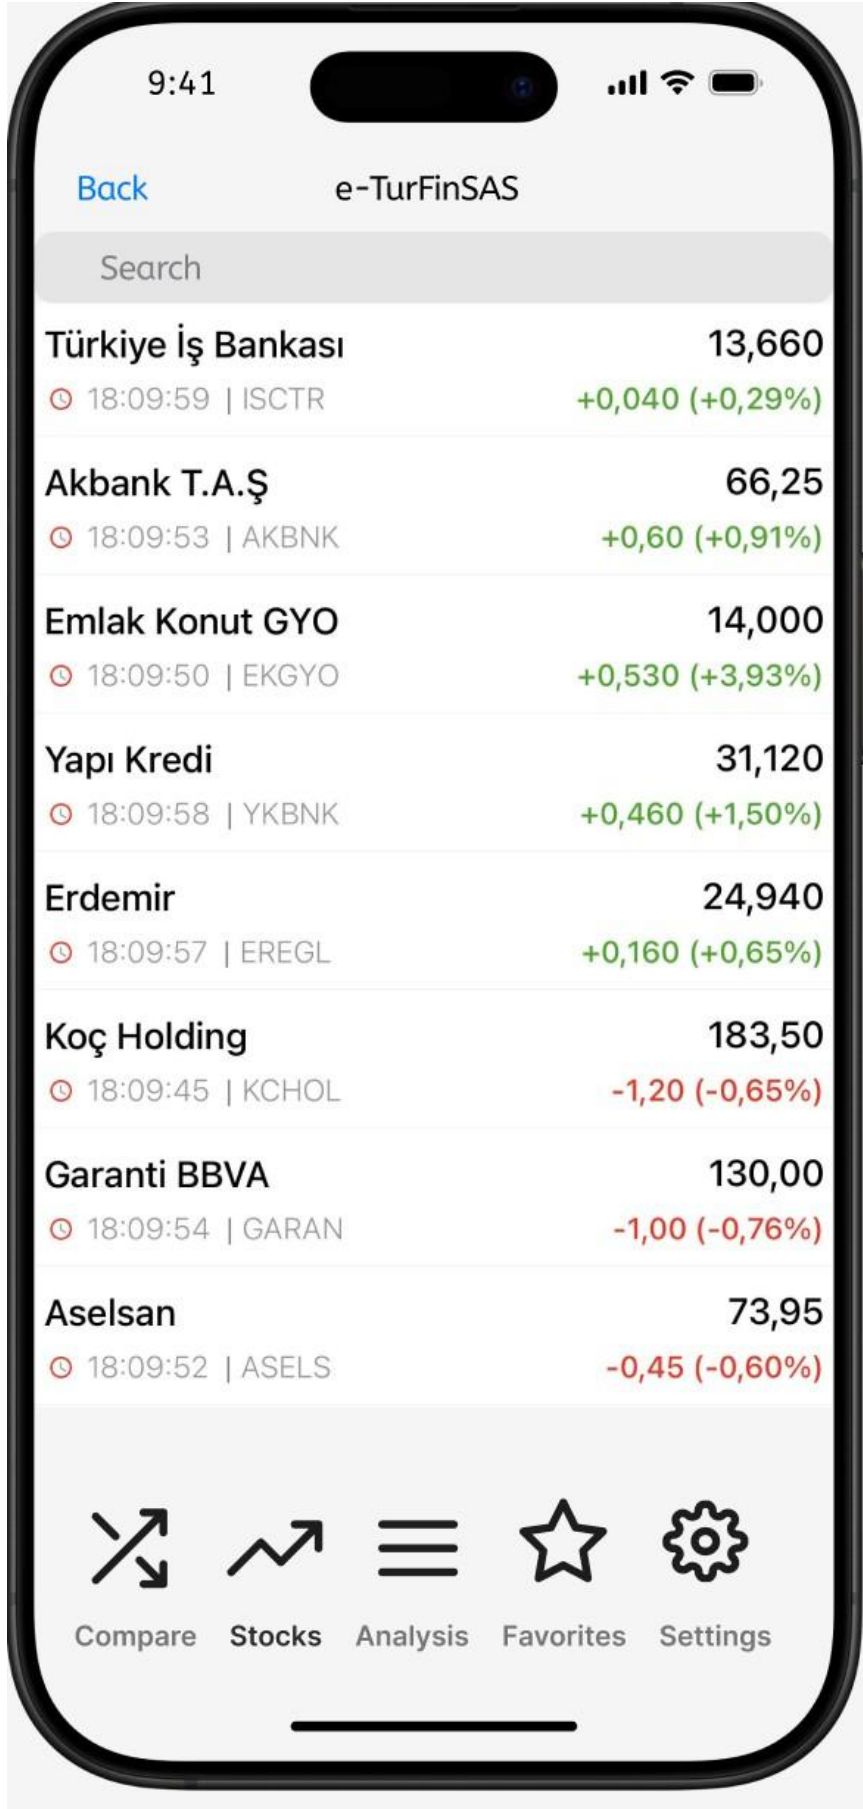 9:41
Back e-TurFinSAS
Search
Türkiye İş Bankası 13,660
18:09:59 | ISCTR +0,040 (+0,29%)
Akbank T.A.Ş 66,25
18:09:53 | AKBNK +0,60 (+0,91%)
Emlak Konut GYO 14,000
18:09:50 | EKGYO +0,530 (+3,93%)
Yapı Kredi 31,120
18:09:58 | YKBNK +0,460 (+1,50%)
Erdemir 24,940
18:09:57 | EREGL +0,160 (+0,65%)
Koç Holding 183,50
18:09:45 | KCHOL -1,20 (-0,65%)
Garanti BBVA 130,00
18:09:54 | GARAN -1,00 (-0,76%)
Aselsan 73,95
18:09:52 | ASELS -0,45 (-0,60%)
Compare Stocks Analysis Favorites Settings